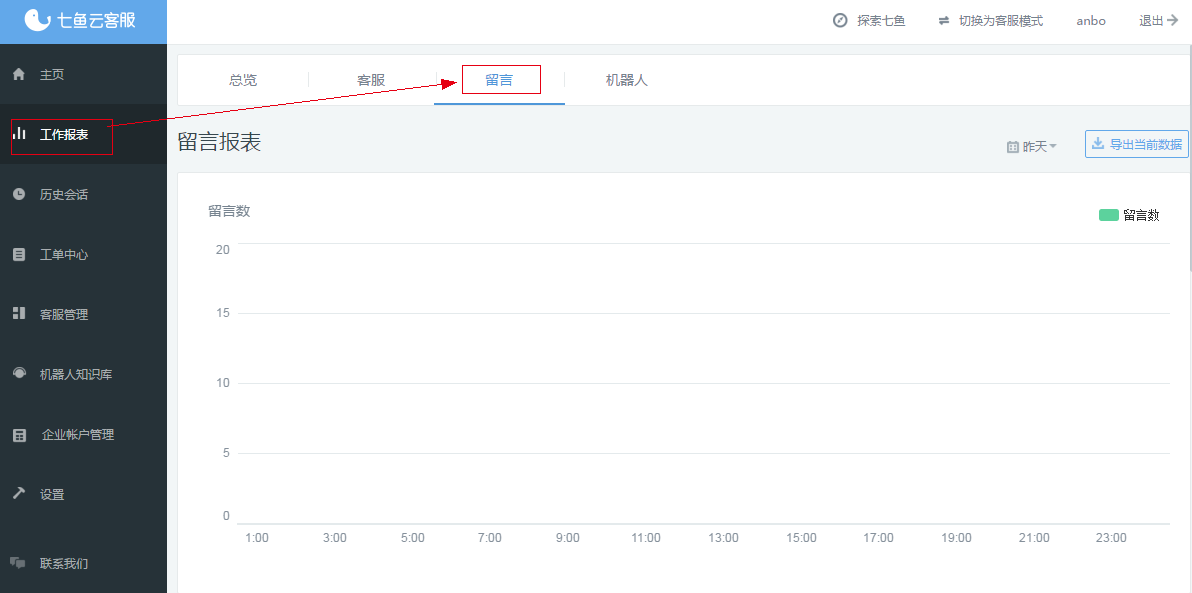 七鱼云客服
探索七鱼 切换为客服模式 anbo 退出
主页
工作报表
历史会话
工单中心
客服管理
机器人知识库
企业帐户管理
设置
联系我们
总览 客服 留言 机器人
留言报表
昨天 导出当前数据
留言数
留言数
20
15
10
5
0
1:00 3:00 5:00 7:00 9:00 11:00 13:00 15:00 17:00 19:00 21:00 23:00